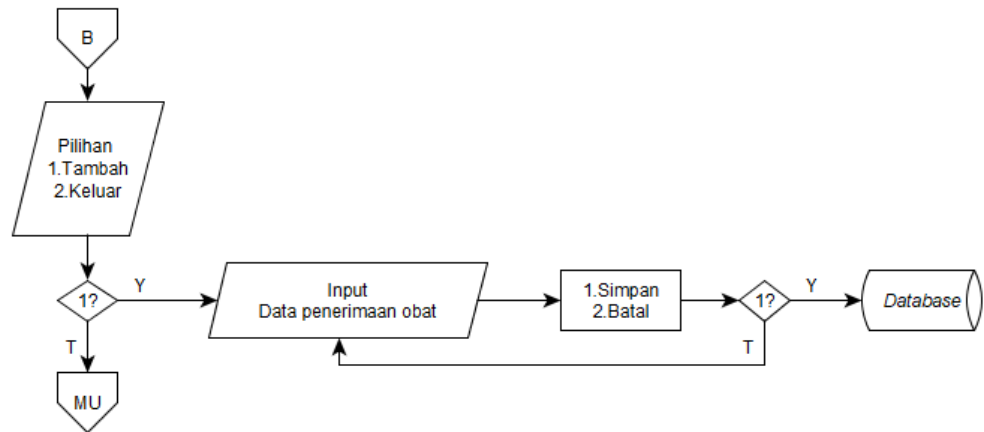 B
Pilihan
1.Tambah
2.Keluar
1?
Y
T
MU
Input
Data penerimaan obat
1.Simpan
2.Batal
1?
Y
T
Database